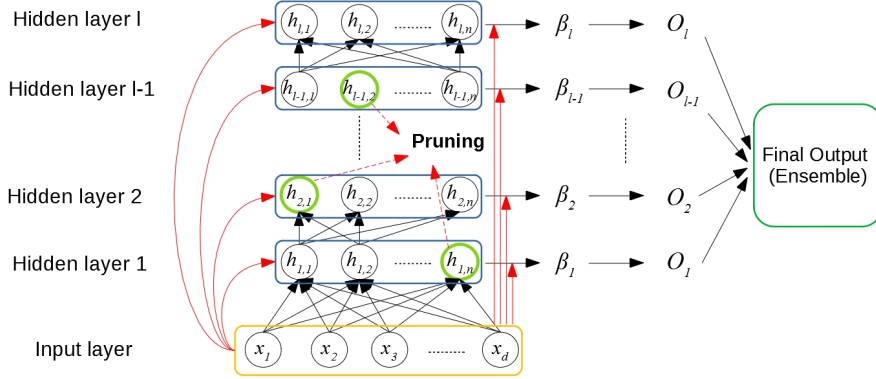 Hidden layer l h_{l,1} h_{l,2} ........ h_{l,n} β_l O_l
Hidden layer l-1 h_{l-1,1} h_{l-1,2} ........ h_{l-1,n} β_{l-1} O_{l-1}
Pruning
Final Output
(Ensemble)
Hidden layer 2 h_{2,1} h_{2,2} ........ h_{2,n} β_2 O_2
Hidden layer 1 h_{1,1} h_{1,2} ........ h_{1,n} β_1 O_1
Input layer x_1 x_2 x_3 ........ x_d